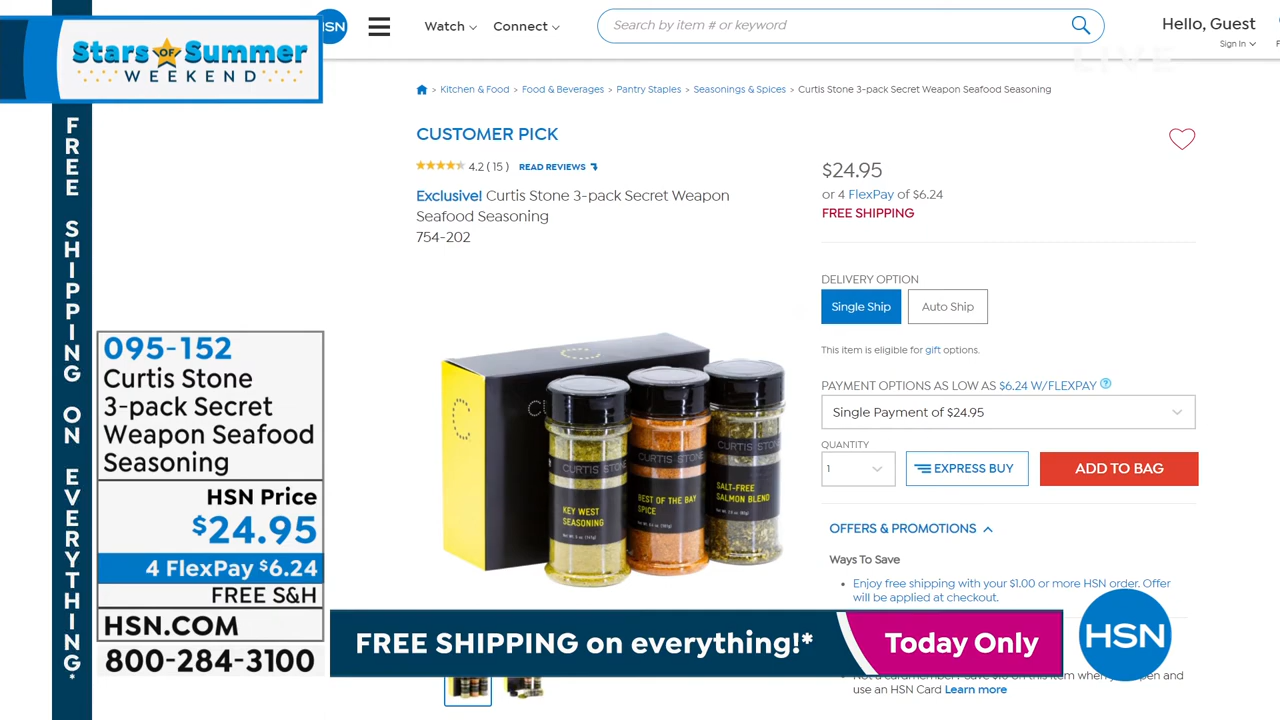 Stars OF Summer
WEEKEND
FREE SHIPPING ON EVERYTHING!*
095-152
Curtis Stone
3-pack Secret
Weapon Seafood
Seasoning
HSN Price
$24.95
4 FlexPay $6.24
FREE S&H
HSN.COM
800-284-3100
HSN
Watch
Connect
Search by item # or keyword
Hello, Guest
Sign In
LIVE
> Kitchen & Food > Food & Beverages > Pantry Staples > Seasonings & Spices > Curtis Stone 3-pack Secret Weapon Seafood Seasoning
CUSTOMER PICK
4.2 ( 15 ) READ REVIEWS
Exclusive! Curtis Stone 3-pack Secret Weapon
Seafood Seasoning
754-202
CURTIS STONE
KEY WEST
SEASONING
BEST OF THE BAY
SPICE
CURTIS STONE
SALT-FREE
SALMON BLEND
$24.95
or 4 FlexPay of $6.24
FREE SHIPPING
DELIVERY OPTION
Single Ship
Auto Ship
This item is eligible for gift options.
PAYMENT OPTIONS AS LOW AS $6.24 W/FLEXPAY ?
Single Payment of $24.95
QUANTITY
1
EXPRESS BUY
ADD TO BAG
OFFERS & PROMOTIONS
Ways To Save
• Enjoy free shipping with your $1.00 or more HSN order. Offer
will be applied at checkout.
use an HSN Card Learn more
FREE SHIPPING on everything!*
Today Only
HSN